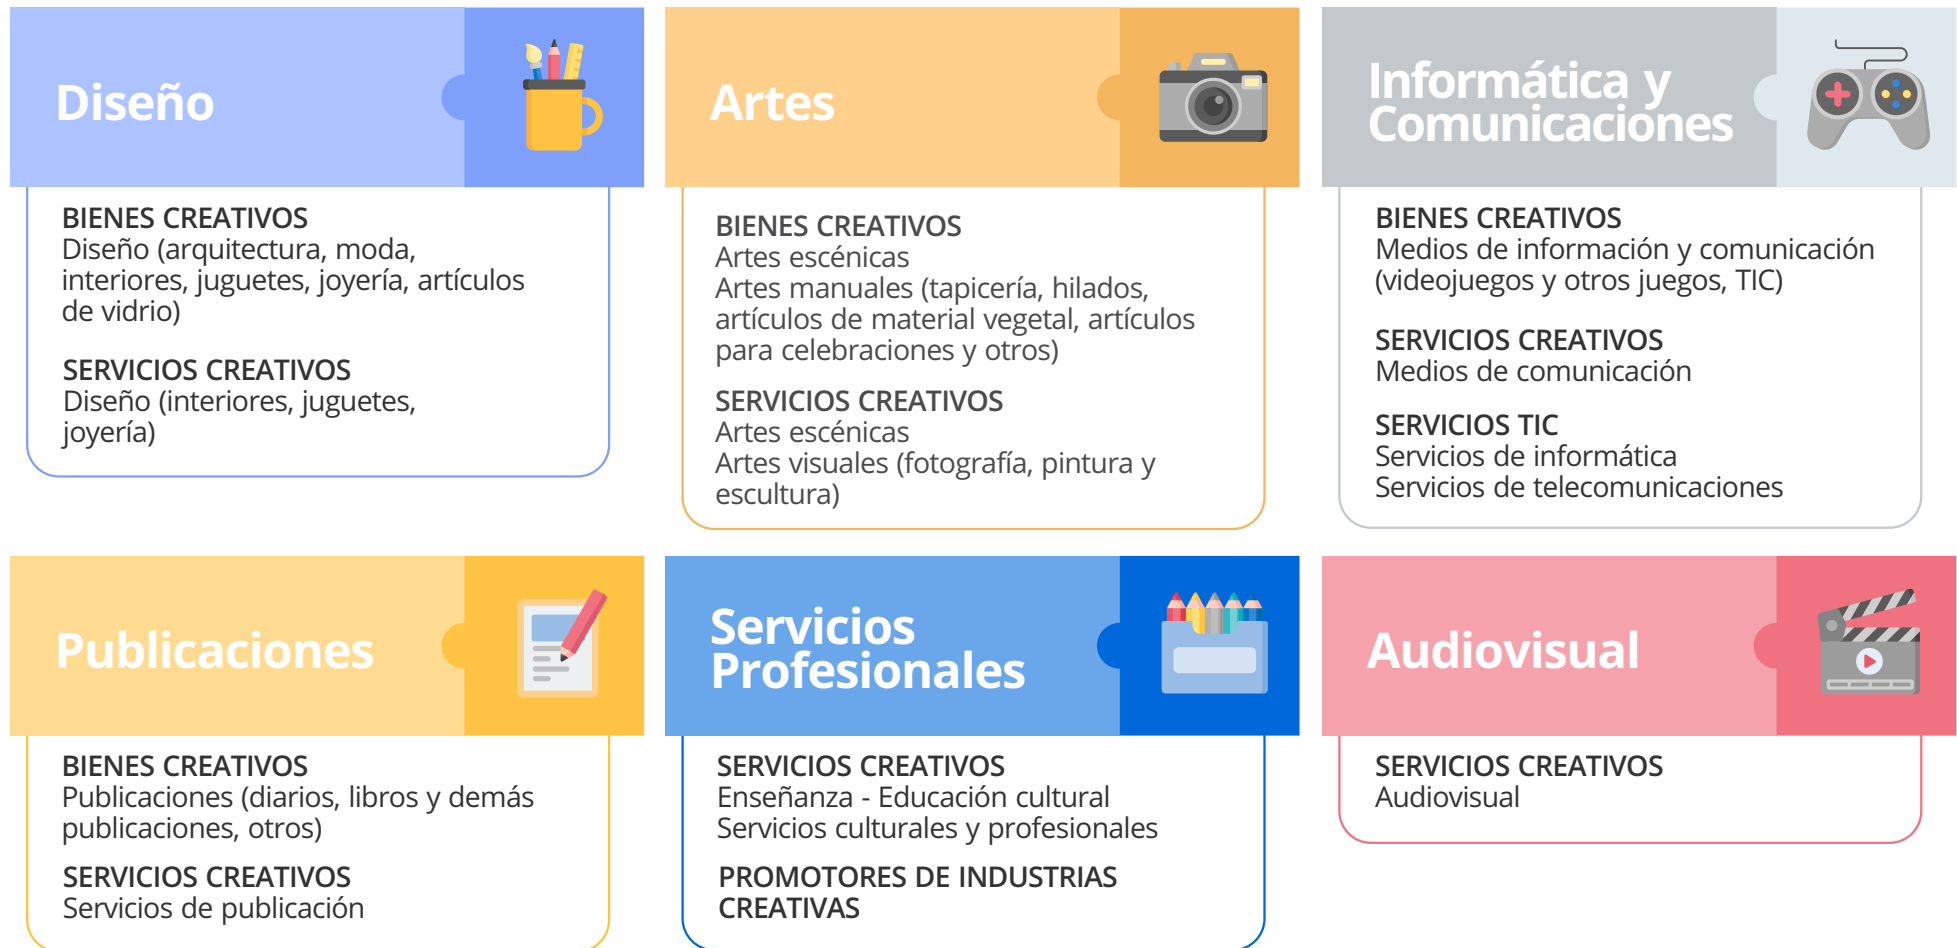 Diseño
BIENES CREATIVOS
Diseño (arquitectura, moda,
interiores, juguetes, joyería, artículos
de vidrio)
SERVICIOS CREATIVOS
Diseño (interiores, juguetes,
joyería)
Artes
BIENES CREATIVOS
Artes escénicas
Artes manuales (tapicería, hilados,
artículos de material vegetal, artículos
para celebraciones y otros)
SERVICIOS CREATIVOS
Artes escénicas
Artes visuales (fotografía, pintura y
escultura)
Informática y
Comunicaciones
BIENES CREATIVOS
Medios de información y comunicación
(videojuegos y otros juegos, TIC)
SERVICIOS CREATIVOS
Medios de comunicación
SERVICIOS TIC
Servicios de informática
Servicios de telecomunicaciones
Publicaciones
BIENES CREATIVOS
Publicaciones (diarios, libros y demás
publicaciones, otros)
SERVICIOS CREATIVOS
Servicios de publicación
Servicios
Profesionales
SERVICIOS CREATIVOS
Enseñanza - Educación cultural
Servicios culturales y profesionales
PROMOTORES DE INDUSTRIAS
CREATIVAS
Audiovisual
SERVICIOS CREATIVOS
Audiovisual